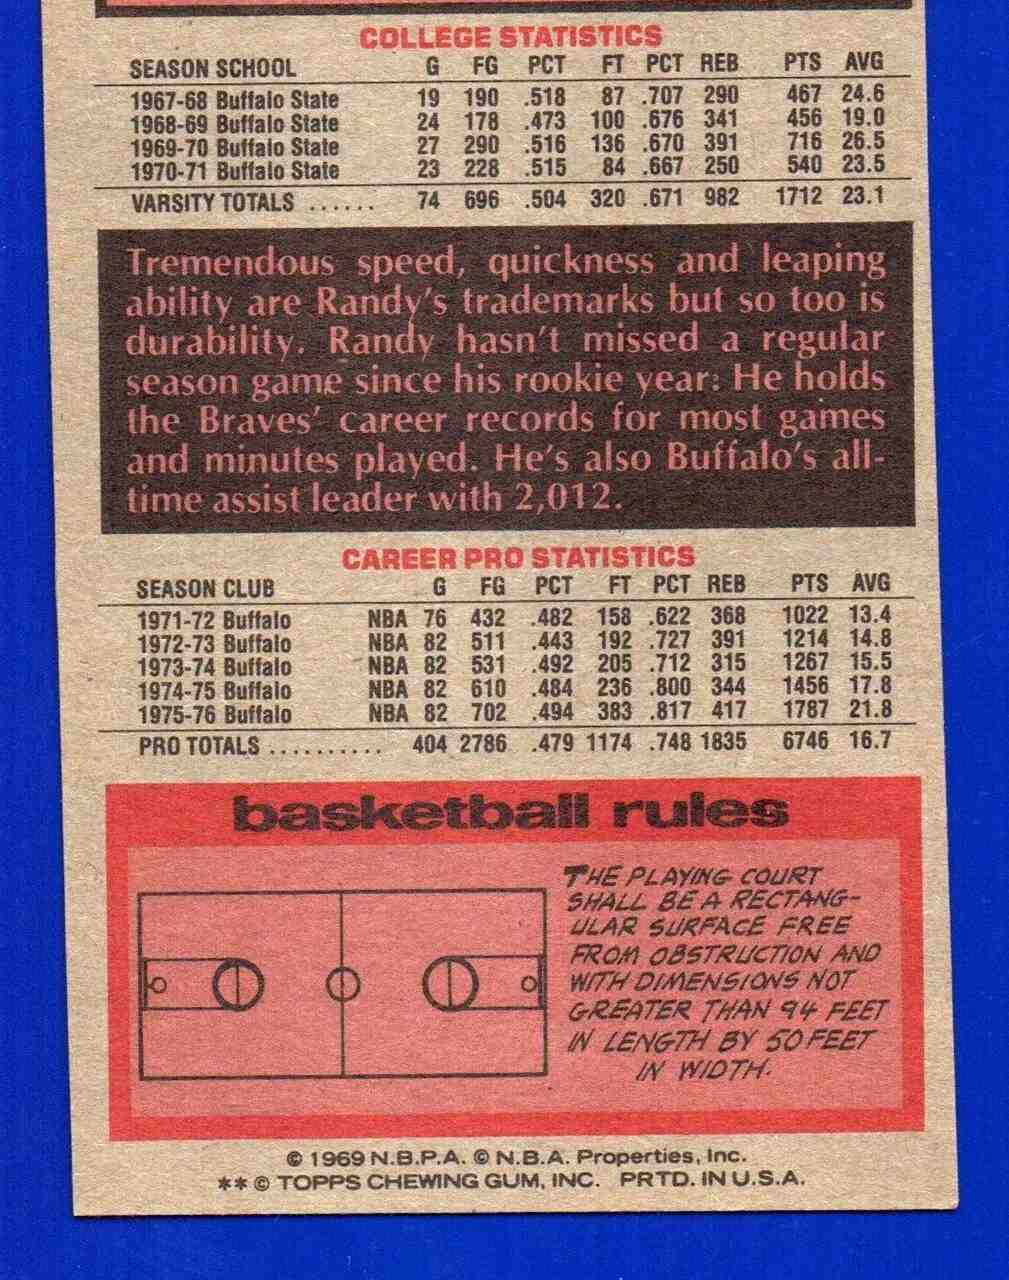 COLLEGE STATISTICS
SEASON SCHOOL G FG PCT FT PCT REB PTS AVG
1967-68 Buffalo State 19 190 .518 87 .707 290 467 24.6
1968-69 Buffalo State 24 178 .473 100 .676 341 456 19.0
1969-70 Buffalo State 27 290 .516 136 .670 391 716 26.5
1970-71 Buffalo State 23 228 .515 84 .667 250 540 23.5
VARSITY TOTALS ...... 74 696 .504 320 .671 982 1712 23.1
Tremendous speed, quickness and leaping
ability are Randy's trademarks but so too is
durability. Randy hasn't missed a regular
season game since his rookie year: He holds
the Braves' career records for most games
and minutes played. He's also Buffalo's all-
time assist leader with 2,012.
CAREER PRO STATISTICS
SEASON CLUB G FG PCT FT PCT REB PTS AVG
1971-72 Buffalo NBA 76 432 .482 158 .622 368 1022 13.4
1972-73 Buffalo NBA 82 511 .443 192 .727 391 1214 14.8
1973-74 Buffalo NBA 82 531 .492 205 .712 315 1267 15.5
1974-75 Buffalo NBA 82 610 .484 236 .800 344 1456 17.8
1975-76 Buffalo NBA 82 702 .494 383 .817 417 1787 21.8
PRO TOTALS .......... 404 2786 .479 1174 .748 1835 6746 16.7
basketball rules
THE PLAYING COURT
SHALL BE A RECTANG-
ULAR SURFACE FREE
FROM OBSTRUCTION AND
WITH DIMENSIONS NOT
GREATER THAN 94 FEET
IN LENGTH BY 50 FEET
IN WIDTH.
© 1969 N.B.P.A. © N.B.A. Properties, Inc.
** © TOPPS CHEWING GUM, INC. PRTD. IN U.S.A.